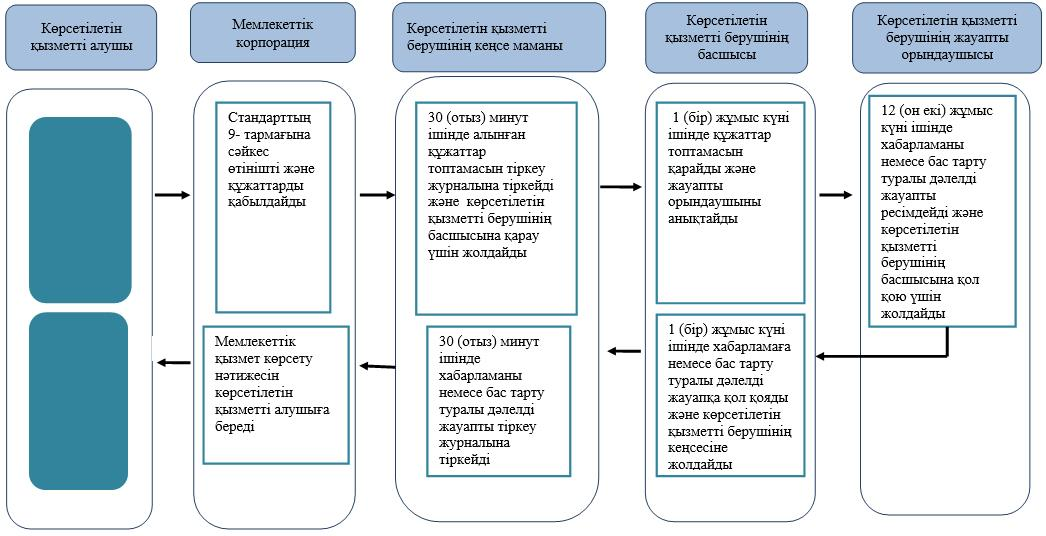 Көрсетілетін
қызметті алушы
Мемлекеттік
корпорация
Көрсетілетін қызметті
берушінің кеңсе маманы
Көрсетілетін
қызметті берушінің
басшысы
Көрсетілетін қызметті
берушінің жауапты
орындаушысы
Стандарттың
9- тармағына
сәйкес
өтінішті және
құжаттарды
қабылдайды
30 (отыз) минут
ішінде алынған
құжаттар
топтамасын тіркеу
журналына тіркейді
және көрсетілетін
қызметті берушінің
басшысына қарау
үшін жолдайды
1 (бір) жұмыс күні
ішінде құжаттар
топтамасын
қарайды және
жауапты
орындаушыны
анықтайды
12 (он екі) жұмыс
күні ішінде
хабарламаны
немесе бас тарту
туралы дәлелді
жауапты
ресімдейді және
көрсетілетін
қызметті
берушінің
басшысына қол
қою үшін
жолдайды
Мемлекеттік
қызмет көрсету
нәтижесін
көрсетілетін
қызметті алушыға
береді
30 (отыз) минут
ішінде
хабарламаны
немесе бас тарту
туралы дәлелді
жауапты тіркеу
журналына
тіркейді
1 (бір) жұмыс күні
ішінде хабарламаға
немесе бас тарту
туралы дәлелді
жауапқа қол қояды
және көрсетілетін
қызметті берушінің
кеңсесіне
жолдайды